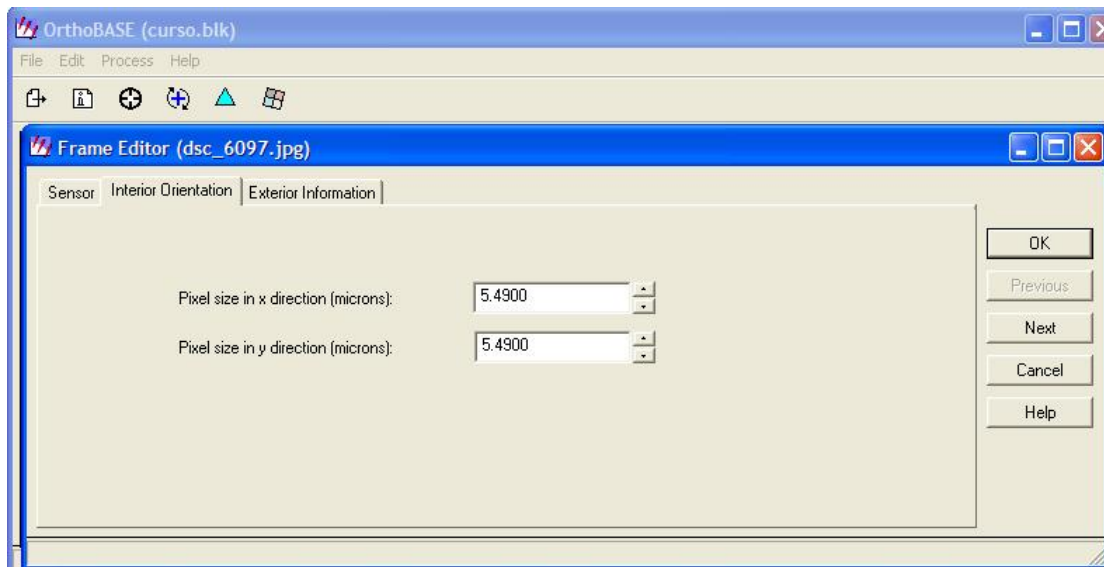 OrthoBASE (curso.blk)
File Edit Process Help
Frame Editor (dsc_6097.jpg)
Sensor Interior Orientation Exterior Information
OK
Pixel size in x direction (microns): 5.4900
Previous
Next
Pixel size in y direction (microns): 5.4900
Cancel
Help